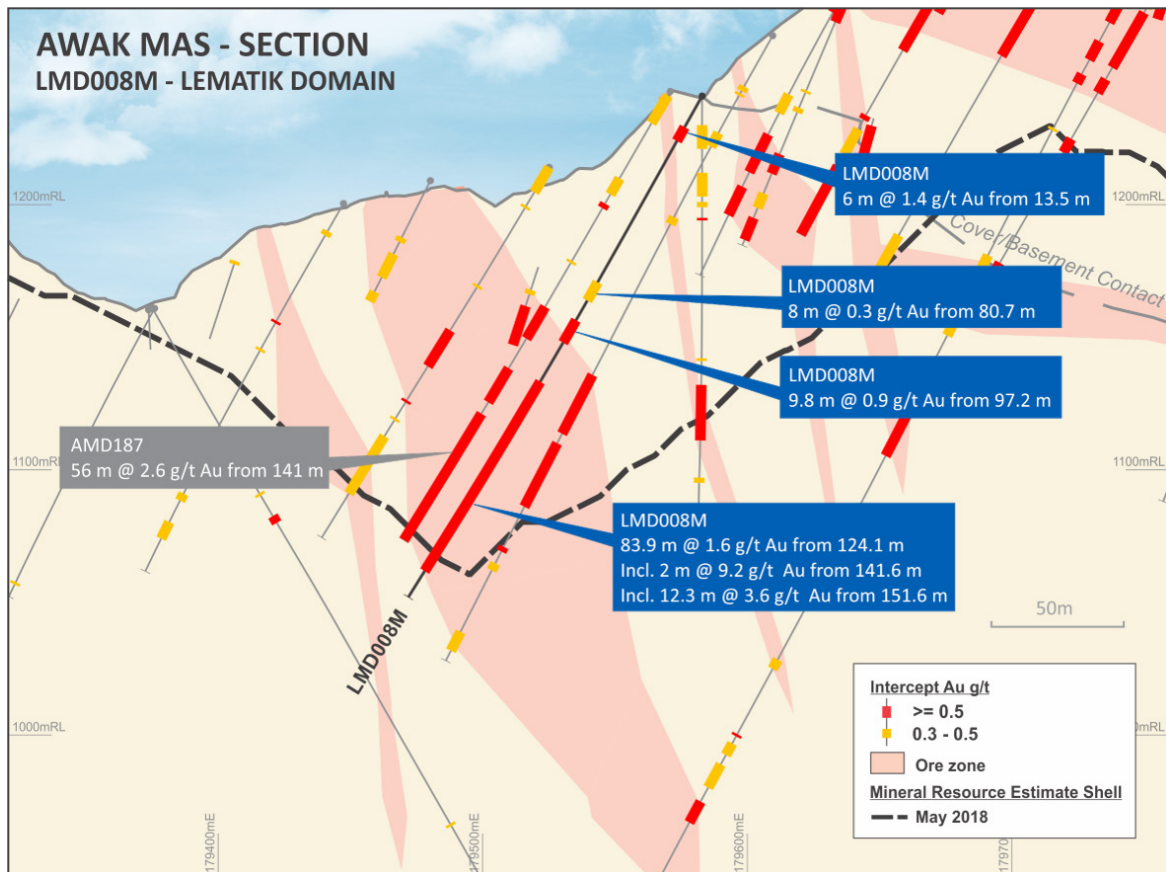 AWAK MAS - SECTION
LMD008M - LEMATIK DOMAIN
LMD008M
6 m @ 1.4 g/t Au from 13.5 m
1200mRL
1200mRL
Cover/Basement Contact
LMD008M
8 m @ 0.3 g/t Au from 80.7 m
LMD008M
9.8 m @ 0.9 g/t Au from 97.2 m
AMD187
56 m @ 2.6 g/t Au from 141 m
1100mRL
1100mRL
LMD008M
83.9 m @ 1.6 g/t Au from 124.1 m
Incl. 2 m @ 9.2 g/t Au from 141.6 m
Incl. 12.3 m @ 3.6 g/t Au from 151.6 m
50m
LMD008M
Intercept Au g/t
>= 0.5
0.3 - 0.5
Ore zone
Mineral Resource Estimate Shell
May 2018
1000mRL
179400mE
179500mE
179600mE